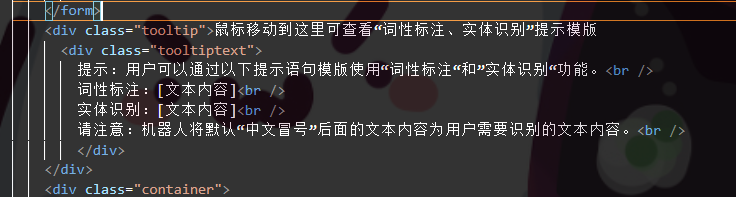 </form>
<div class="tooltip">鼠标移动到这里可查看“词性标注、实体识别”提示模版
<div class="tooltiptext">
提示：用户可以通过以下提示语句模版使用“词性标注“和”实体识别“功能。<br />
词性标注：[文本内容]<br />
实体识别：[文本内容]<br />
请注意：机器人将默认“中文冒号”后面的文本内容为用户需要识别的文本内容。<br />
</div>
</div>
<div class="container">